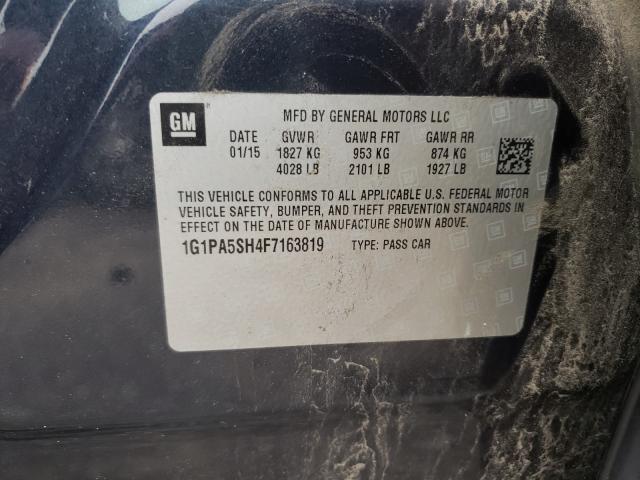 GM
MFD BY GENERAL MOTORS LLC
DATE GVWR GAWR FRT GAWR RR
01/15 1827 KG 953 KG 874 KG
4028 LB 2101 LB 1927 LB
THIS VEHICLE CONFORMS TO ALL APPLICABLE U.S. FEDERAL MOTOR
VEHICLE SAFETY, BUMPER, AND THEFT PREVENTION STANDARDS IN
EFFECT ON THE DATE OF MANUFACTURE SHOWN ABOVE.
1G1PA5SH4F7163819 TYPE: PASS CAR